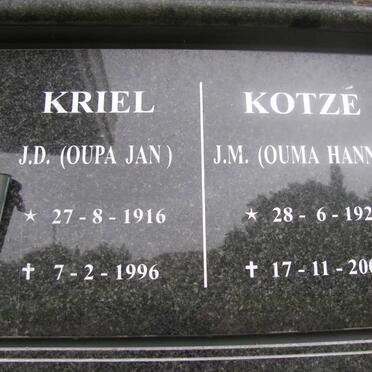 KRIEL
J.D. (OUPA JAN)
★ 27-8-1916
✝ 7-2-1996
KOTZÉ
J.M. (OUMA
28-6-
✝ 17-11-